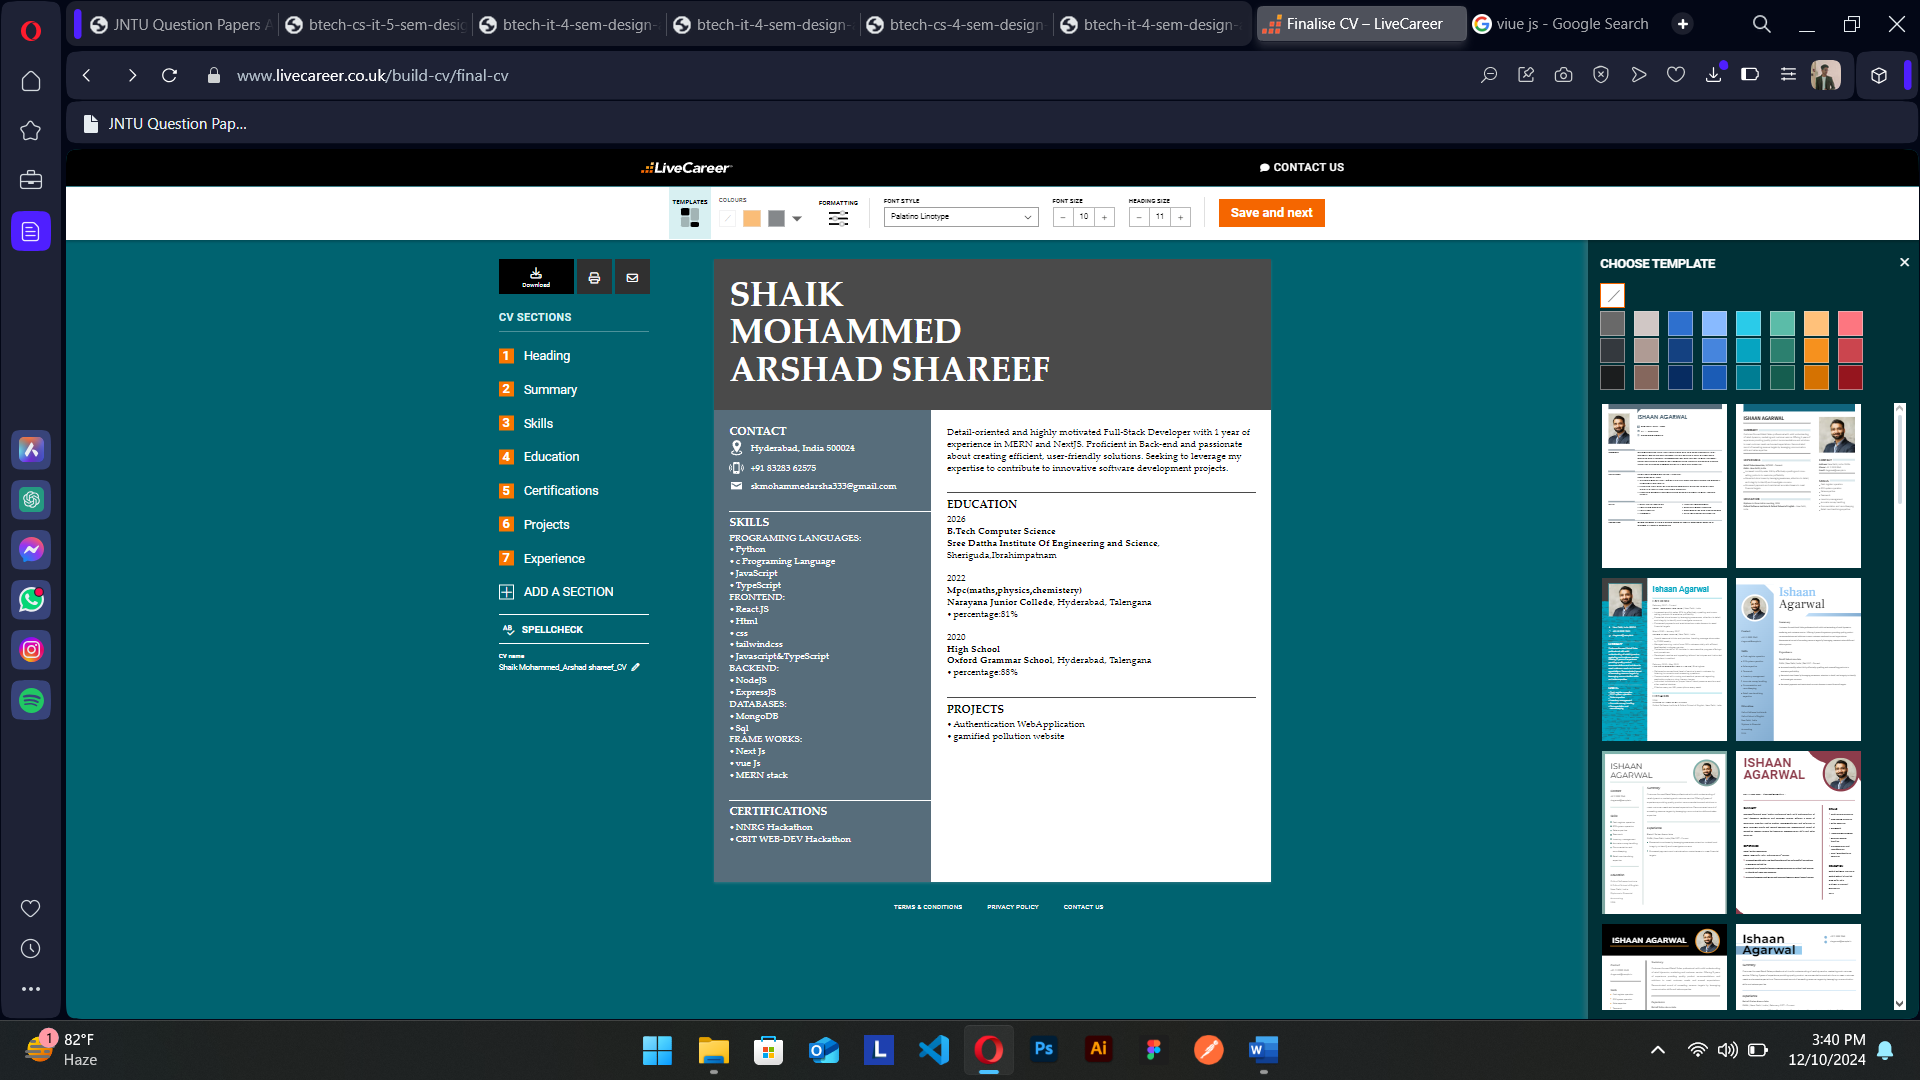 JNTU Question Papers A
btech-cs-it-5-sem-desig
btech-it-4-sem-design-
btech-it-4-sem-design-
btech-cs-4-sem-design-
btech-it-4-sem-design-
Finalise CV – LiveCareer
viue js - Google Search
www.livecareer.co.uk/build-cv/final-cv
JNTU Question Pap...
LiveCareer
CONTACT US
TEMPLATES
COLOURS
FORMATTING
FONT STYLE
Palatino Linotype
FONT SIZE
– 10 +
HEADING SIZE
– 11 +
Save and next
Download
CV SECTIONS
1 Heading
2 Summary
3 Skills
4 Education
5 Certifications
6 Projects
7 Experience
ADD A SECTION
SPELLCHECK
CV name
Shaik Mohammed_Arshad shareef_CV
SHAIK
MOHAMMED
ARSHAD SHAREEF
CONTACT
Hyderabad, India 500024
+91 83283 62575
skmohammedarsha333@gmail.com
SKILLS
PROGRAMING LANGUAGES:
• Python
• c Programing Language
• JavaScript
• TypeScript
FRONTEND:
• React.JS
• Html
• css
• tailwindcss
• Javascript&TypeScript
BACKEND:
• NodeJS
• ExpressJS
DATABASES:
• MongoDB
• Sql
FRAME WORKS:
• Next Js
• vue Js
• MERN stack
CERTIFICATIONS
• NNRG Hackathon
• CBIT WEB-DEV Hackathon
Detail-oriented and highly motivated Full-Stack Developer with 1 year of
experience in MERN and NextJS. Proficient in Back-end and passionate
about creating efficient, user-friendly solutions. Seeking to leverage my
expertise to contribute to innovative software development projects.
EDUCATION
2026
B.Tech Computer Science
Sree Dattha Institute Of Engineering and Science,
Sheriguda,Ibrahimpatnam
2022
Mpc(maths,physics,chemistery)
Narayana Junior Collede, Hyderabad, Talengana
• percentage:81%
2020
High School
Oxford Grammar School, Hyderabad, Talengana
• percentage:88%
PROJECTS
• Authentication WebApplication
• gamified pollution website
TERMS & CONDITIONS
PRIVACY POLICY
CONTACT US
CHOOSE TEMPLATE
ISHAAN AGARWAL
ISHAAN AGARWAL
Ishaan Agarwal
Ishaan
Agarwal
ISHAAN
AGARWAL
ISHAAN
AGARWAL
ISHAAN AGARWAL
Ishaan
Agarwal
1
82°F
Haze
L
Ps
Ai
3:40 PM
12/10/2024